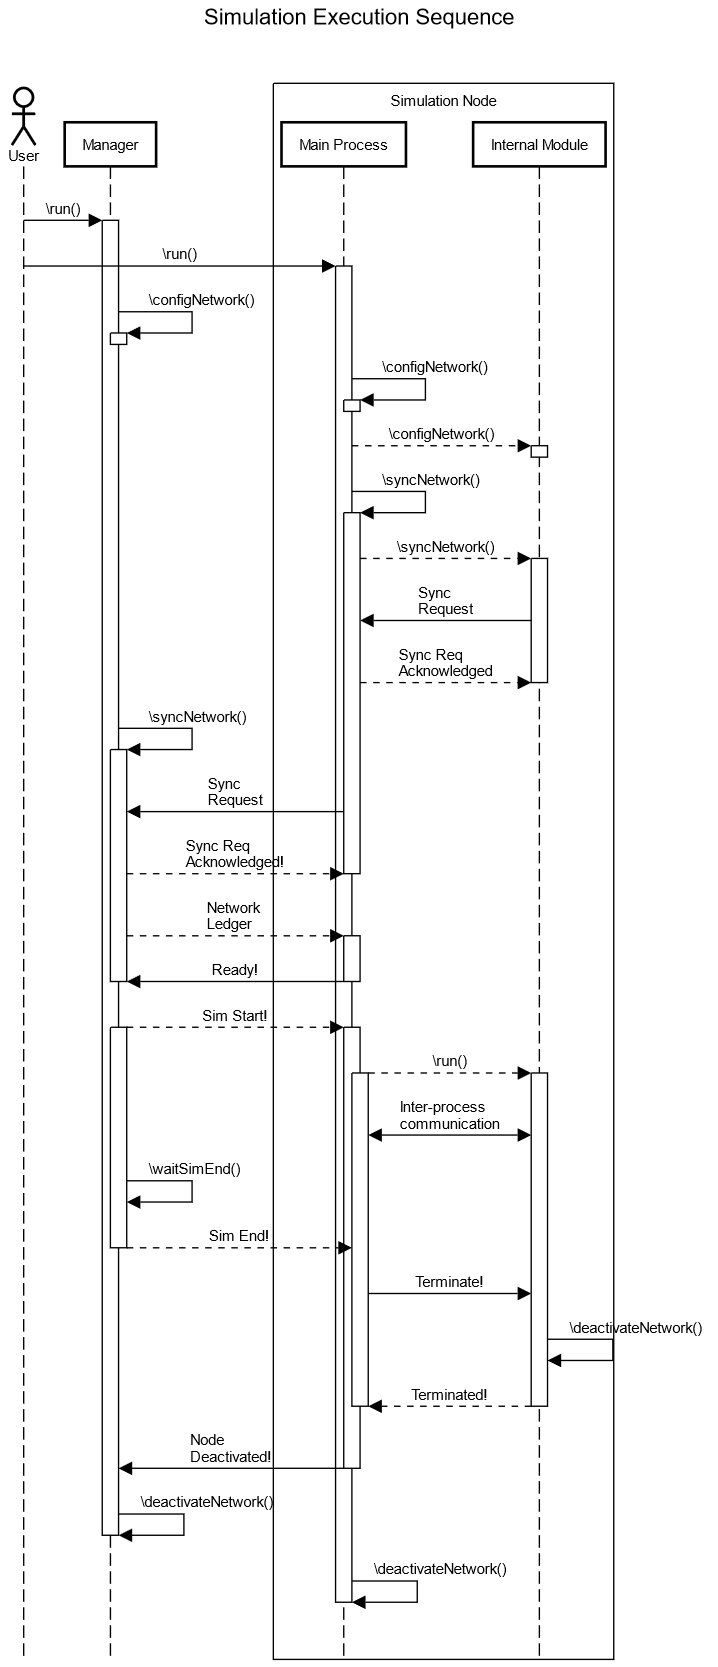 Simulation Execution Sequence
Simulation Node
User
Manager
Main Process
Internal Module
\run()
\run()
\configNetwork()
\configNetwork()
\configNetwork()
\syncNetwork()
\syncNetwork()
Sync
Request
Sync Req
Acknowledged
\syncNetwork()
Sync
Request
Sync Req
Acknowledged!
Network
Ledger
Ready!
Sim Start!
\run()
Inter-process
communication
\waitSimEnd()
Sim End!
Terminate!
\deactivateNetwork()
Terminated!
Node
Deactivated!
\deactivateNetwork()
\deactivateNetwork()